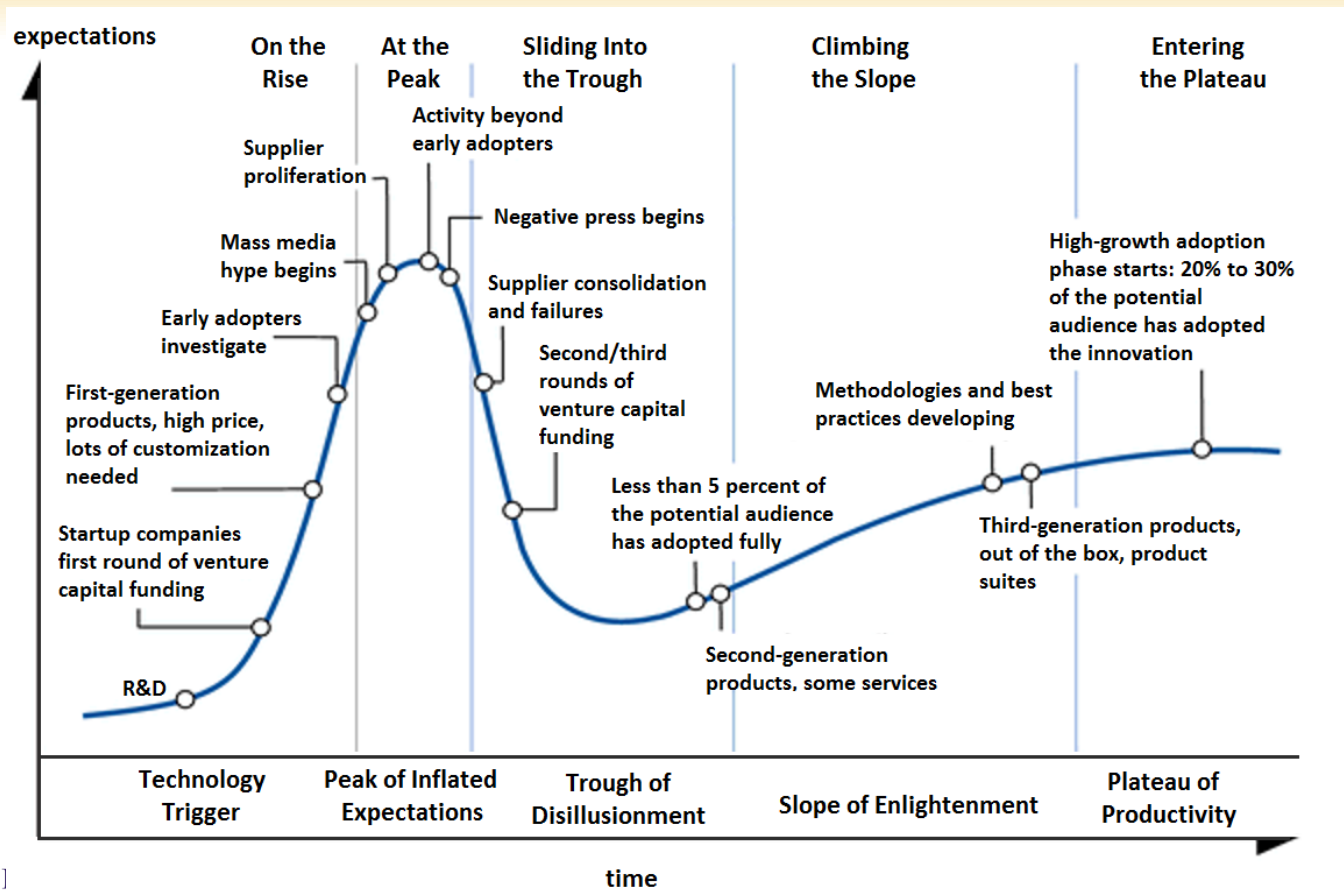 expectations
On the
Rise
At the
Peak
Sliding Into
the Trough
Climbing
the Slope
Entering
the Plateau
Activity beyond
early adopters
Supplier
proliferation
Negative press begins
Mass media
hype begins
Supplier consolidation
and failures
Early adopters
investigate
Second/third
rounds of
venture capital
funding
First-generation
products, high price,
lots of customization
needed
Startup companies
first round of venture
capital funding
R&D
Less than 5 percent of
the potential audience
has adopted fully
Second-generation
products, some services
Methodologies and best
practices developing
Third-generation products,
out of the box, product
suites
High-growth adoption
phase starts: 20% to 30%
of the potential
audience has adopted
the innovation
Technology
Trigger
Peak of Inflated
Expectations
Trough of
Disillusionment
Slope of Enlightenment
Plateau of
Productivity
time
]